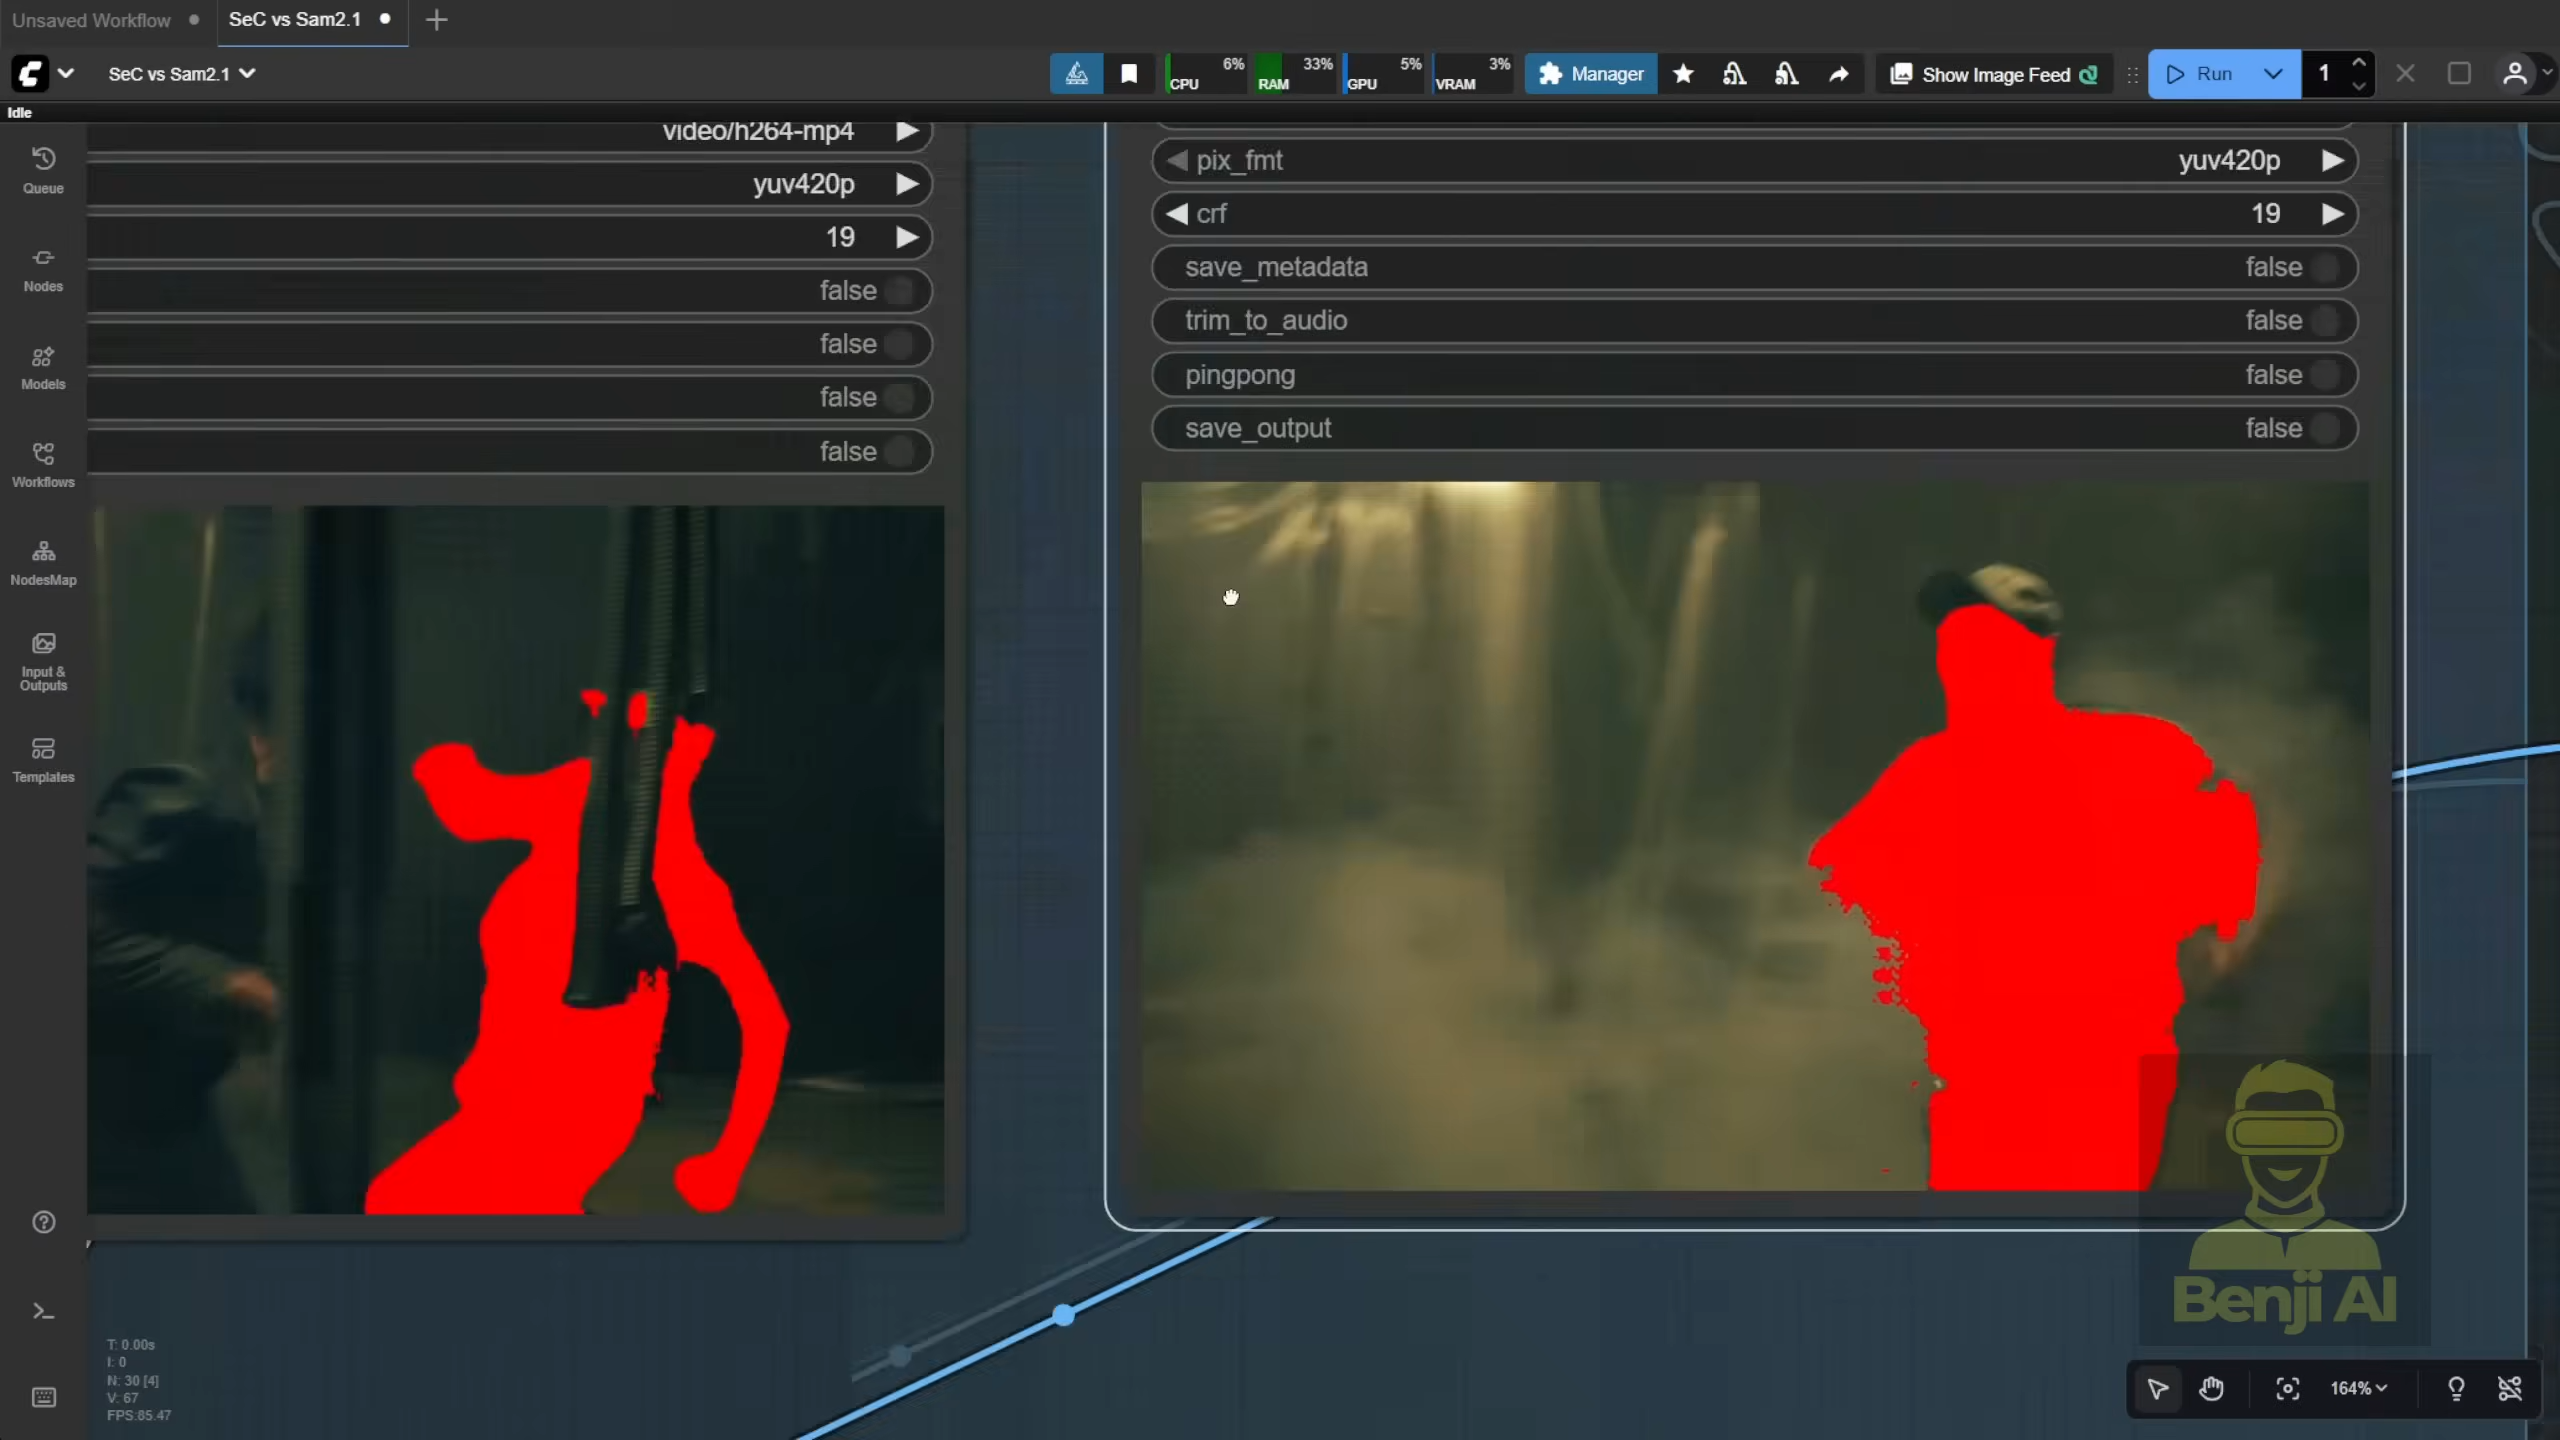 Unsaved Workflow
SeC vs Sam2.1
SeC vs Sam2.1
CPU 6%
RAM 33%
GPU 5%
VRAM 3%
Manager
Show Image Feed
Run
1
Idle
Queue
Nodes
Models
Workflows
NodesMap
Input &
Outputs
Templates
video/h264-mp4
yuv420p
19
false
false
false
false
pix_fmt yuv420p
crf 19
save_metadata false
trim_to_audio false
pingpong false
save_output false
Benji AI
T: 0.00s
I: 0
N: 30 [4]
V: 67
FPS:85.47
164%